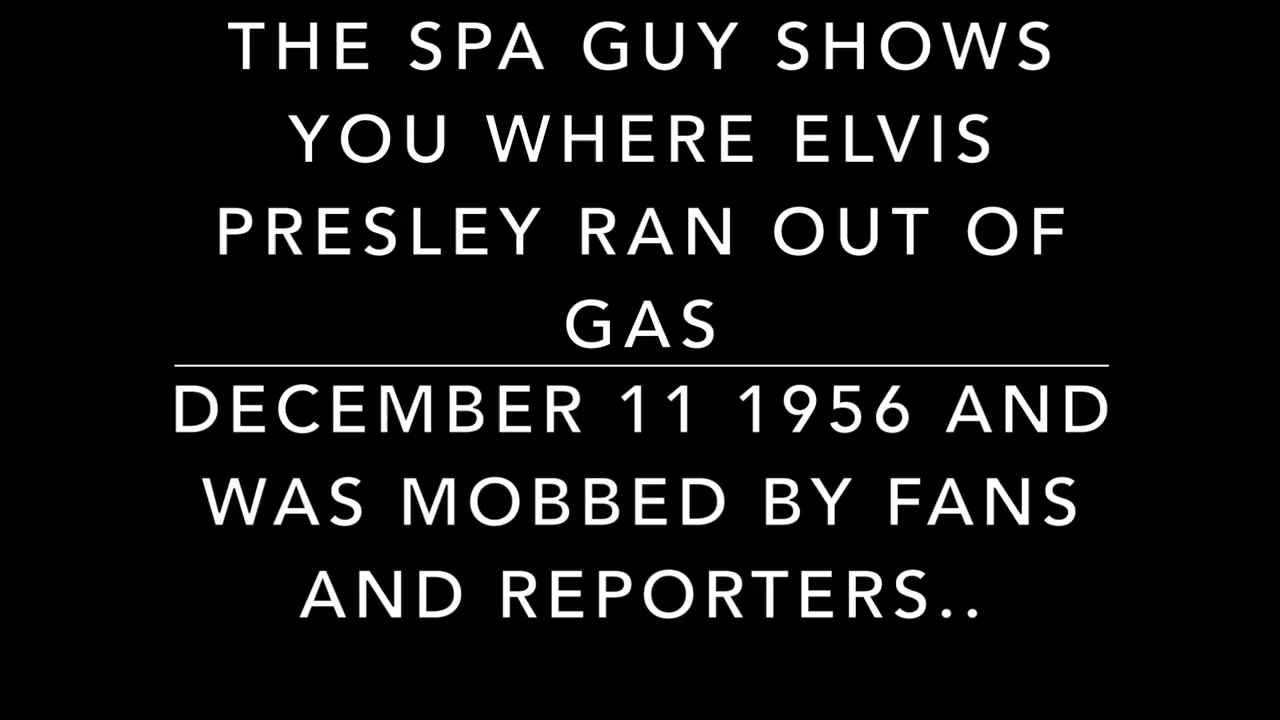 THE SPA GUY SHOWS
YOU WHERE ELVIS
PRESLEY RAN OUT OF
GAS
DECEMBER 11 1956 AND
WAS MOBBED BY FANS
AND REPORTERS..